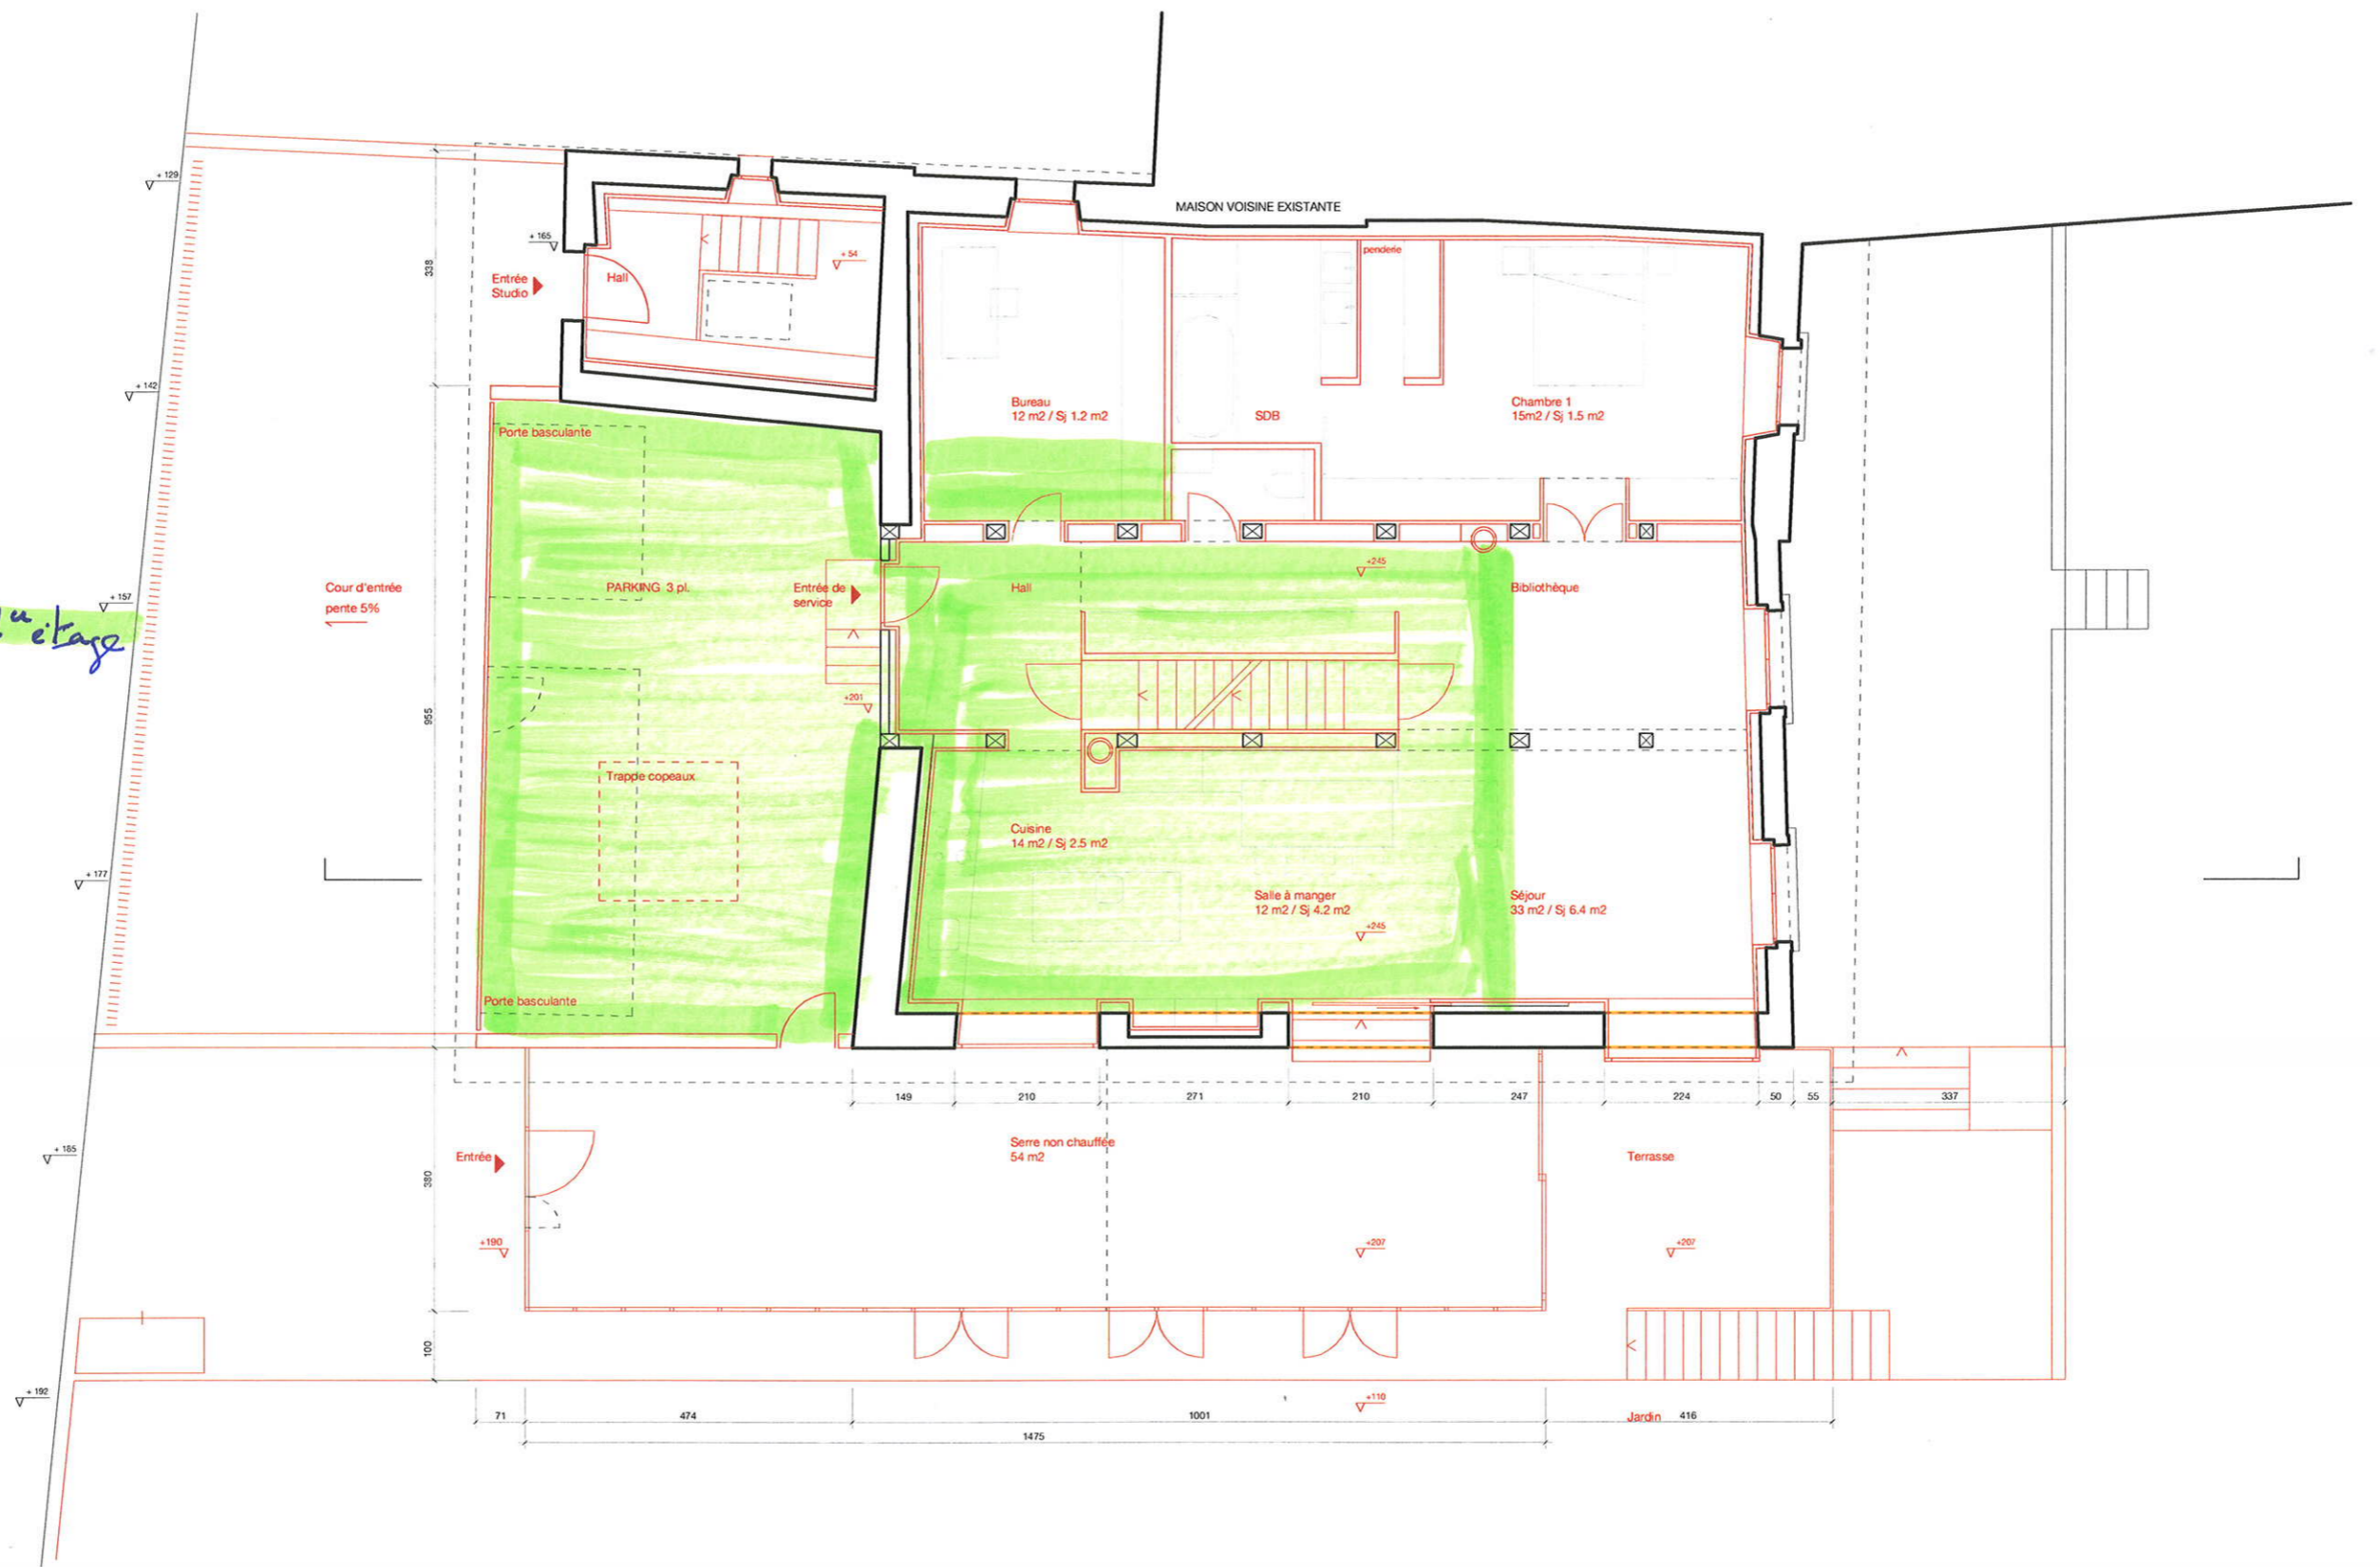 + 129
MAISON VOISINE EXISTANTE
+ 165
penderie
+ 54
338
Entrée
Studio
Hall
+ 142
Bureau
12 m2 / Sj 1.2 m2
SDB
Chambre 1
15m2 / Sj 1.5 m2
Porte basculante
+245
Cour d'entrée
pente 5%
PARKING 3 pl.
Entrée de
service
Hall
Bibliothèque
+ 157
étage
+201
955
Trappe copeaux
Cuisine
14 m2 / Sj 2.5 m2
+ 177
Salle à manger
12 m2 / Sj 4.2 m2
Séjour
33 m2 / Sj 6.4 m2
+245
Porte basculante
149
210
271
210
247
224
50
55
337
Serre non chauffée
54 m2
+ 185
Entrée
Terrasse
380
+190
+207
+207
100
+ 192
+110
71
474
1001
Jardin
416
1475